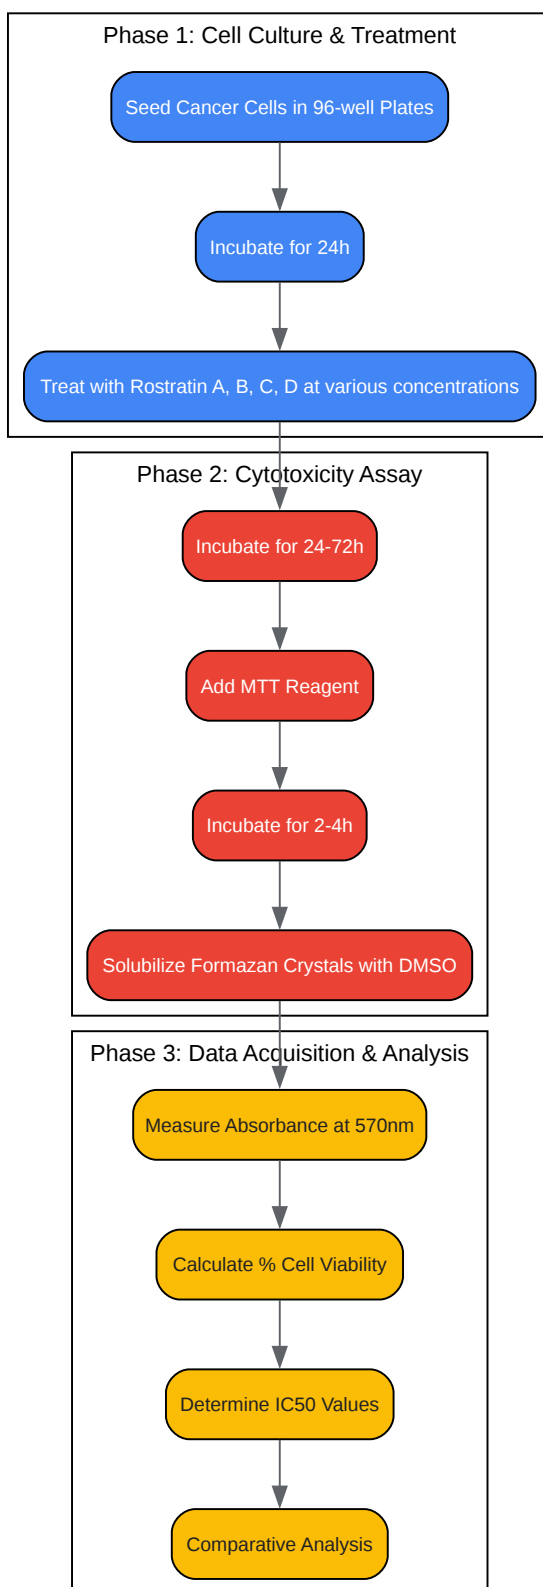 Phase 1: Cell Culture & Treatment
Seed Cancer Cells in 96-well Plates
Incubate for 24h
Treat with Rostratin A, B, C, D at various concentrations
Phase 2: Cytotoxicity Assay
Incubate for 24-72h
Add MTT Reagent
Incubate for 2-4h
Solubilize Formazan Crystals with DMSO
Phase 3: Data Acquisition & Analysis
Measure Absorbance at 570nm
Calculate % Cell Viability
Determine IC50 Values
Comparative Analysis